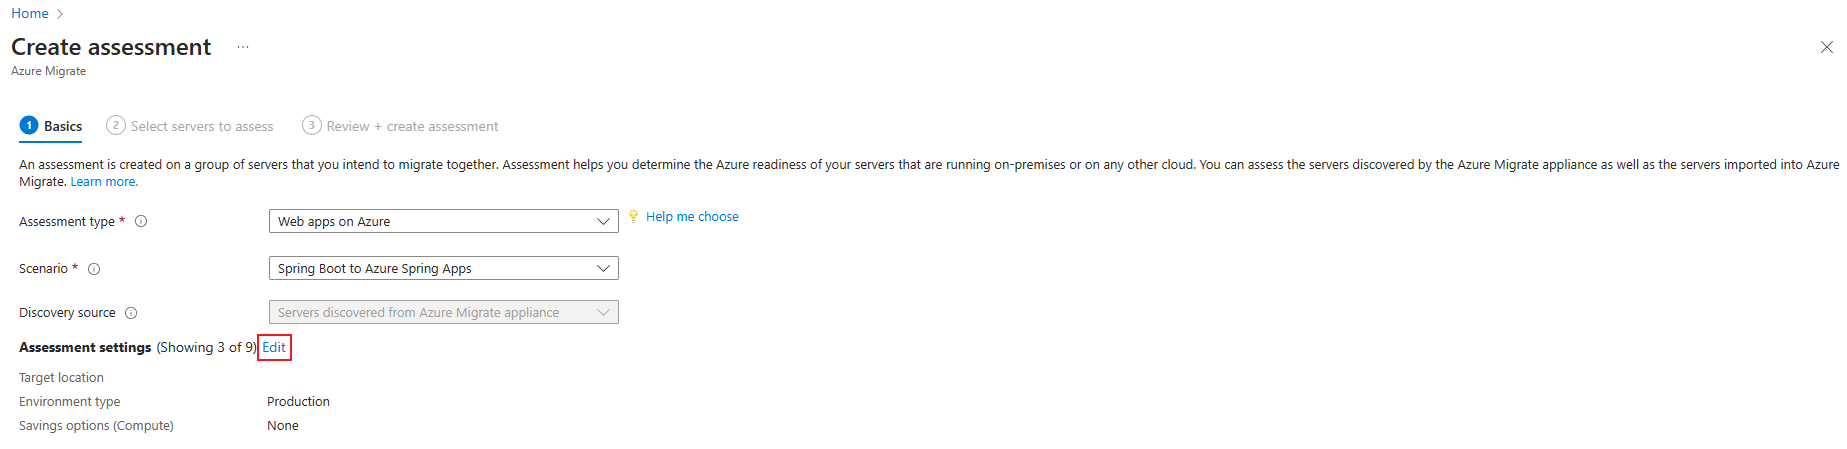 Home
Create assessment ...
Azure Migrate
1 Basics 2 Select servers to assess 3 Review + create assessment
An assessment is created on a group of servers that you intend to migrate together. Assessment helps you determine the Azure readiness of your servers that are running on-premises or on any other cloud. You can assess the servers discovered by the Azure Migrate appliance as well as the servers imported into Azure
Migrate. Learn more.
Assessment type * Web apps on Azure Help me choose
Scenario * Spring Boot to Azure Spring Apps
Discovery source Servers discovered from Azure Migrate appliance
Assessment settings (Showing 3 of 9) Edit
Target location
Environment type Production
Savings options (Compute) None